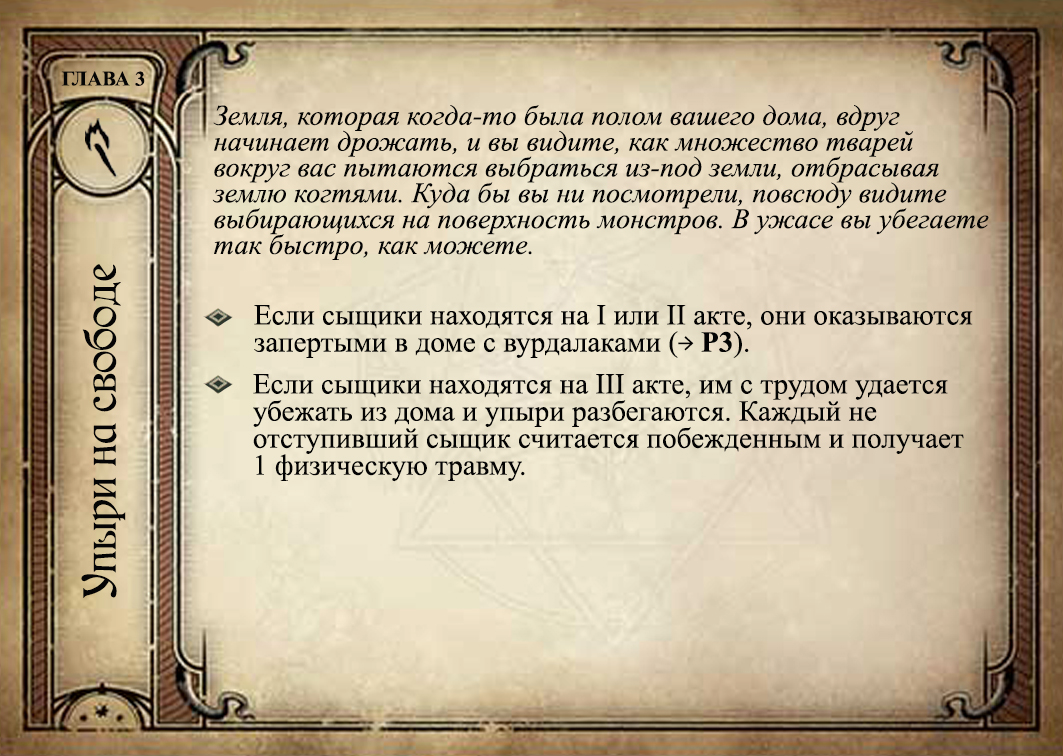 ГЛАВА 3
Упыри на свободе
Земля, которая когда-то была полом вашего дома, вдруг
начинает дрожать, и вы видите, как множество тварей
вокруг вас пытаются выбраться из-под земли, отбрасывая
землю когтями. Куда бы вы ни посмотрели, повсюду видите
выбирающихся на поверхность монстров. В ужасе вы убегаете
так быстро, как можете.
Если сыщики находятся на I или II акте, они оказываются
запертыми в доме с вурдалаками (→ Р3).
Если сыщики находятся на III акте, им с трудом удается
убежать из дома и упыри разбегаются. Каждый не
отступивший сыщик считается побежденным и получает
1 физическую травму.